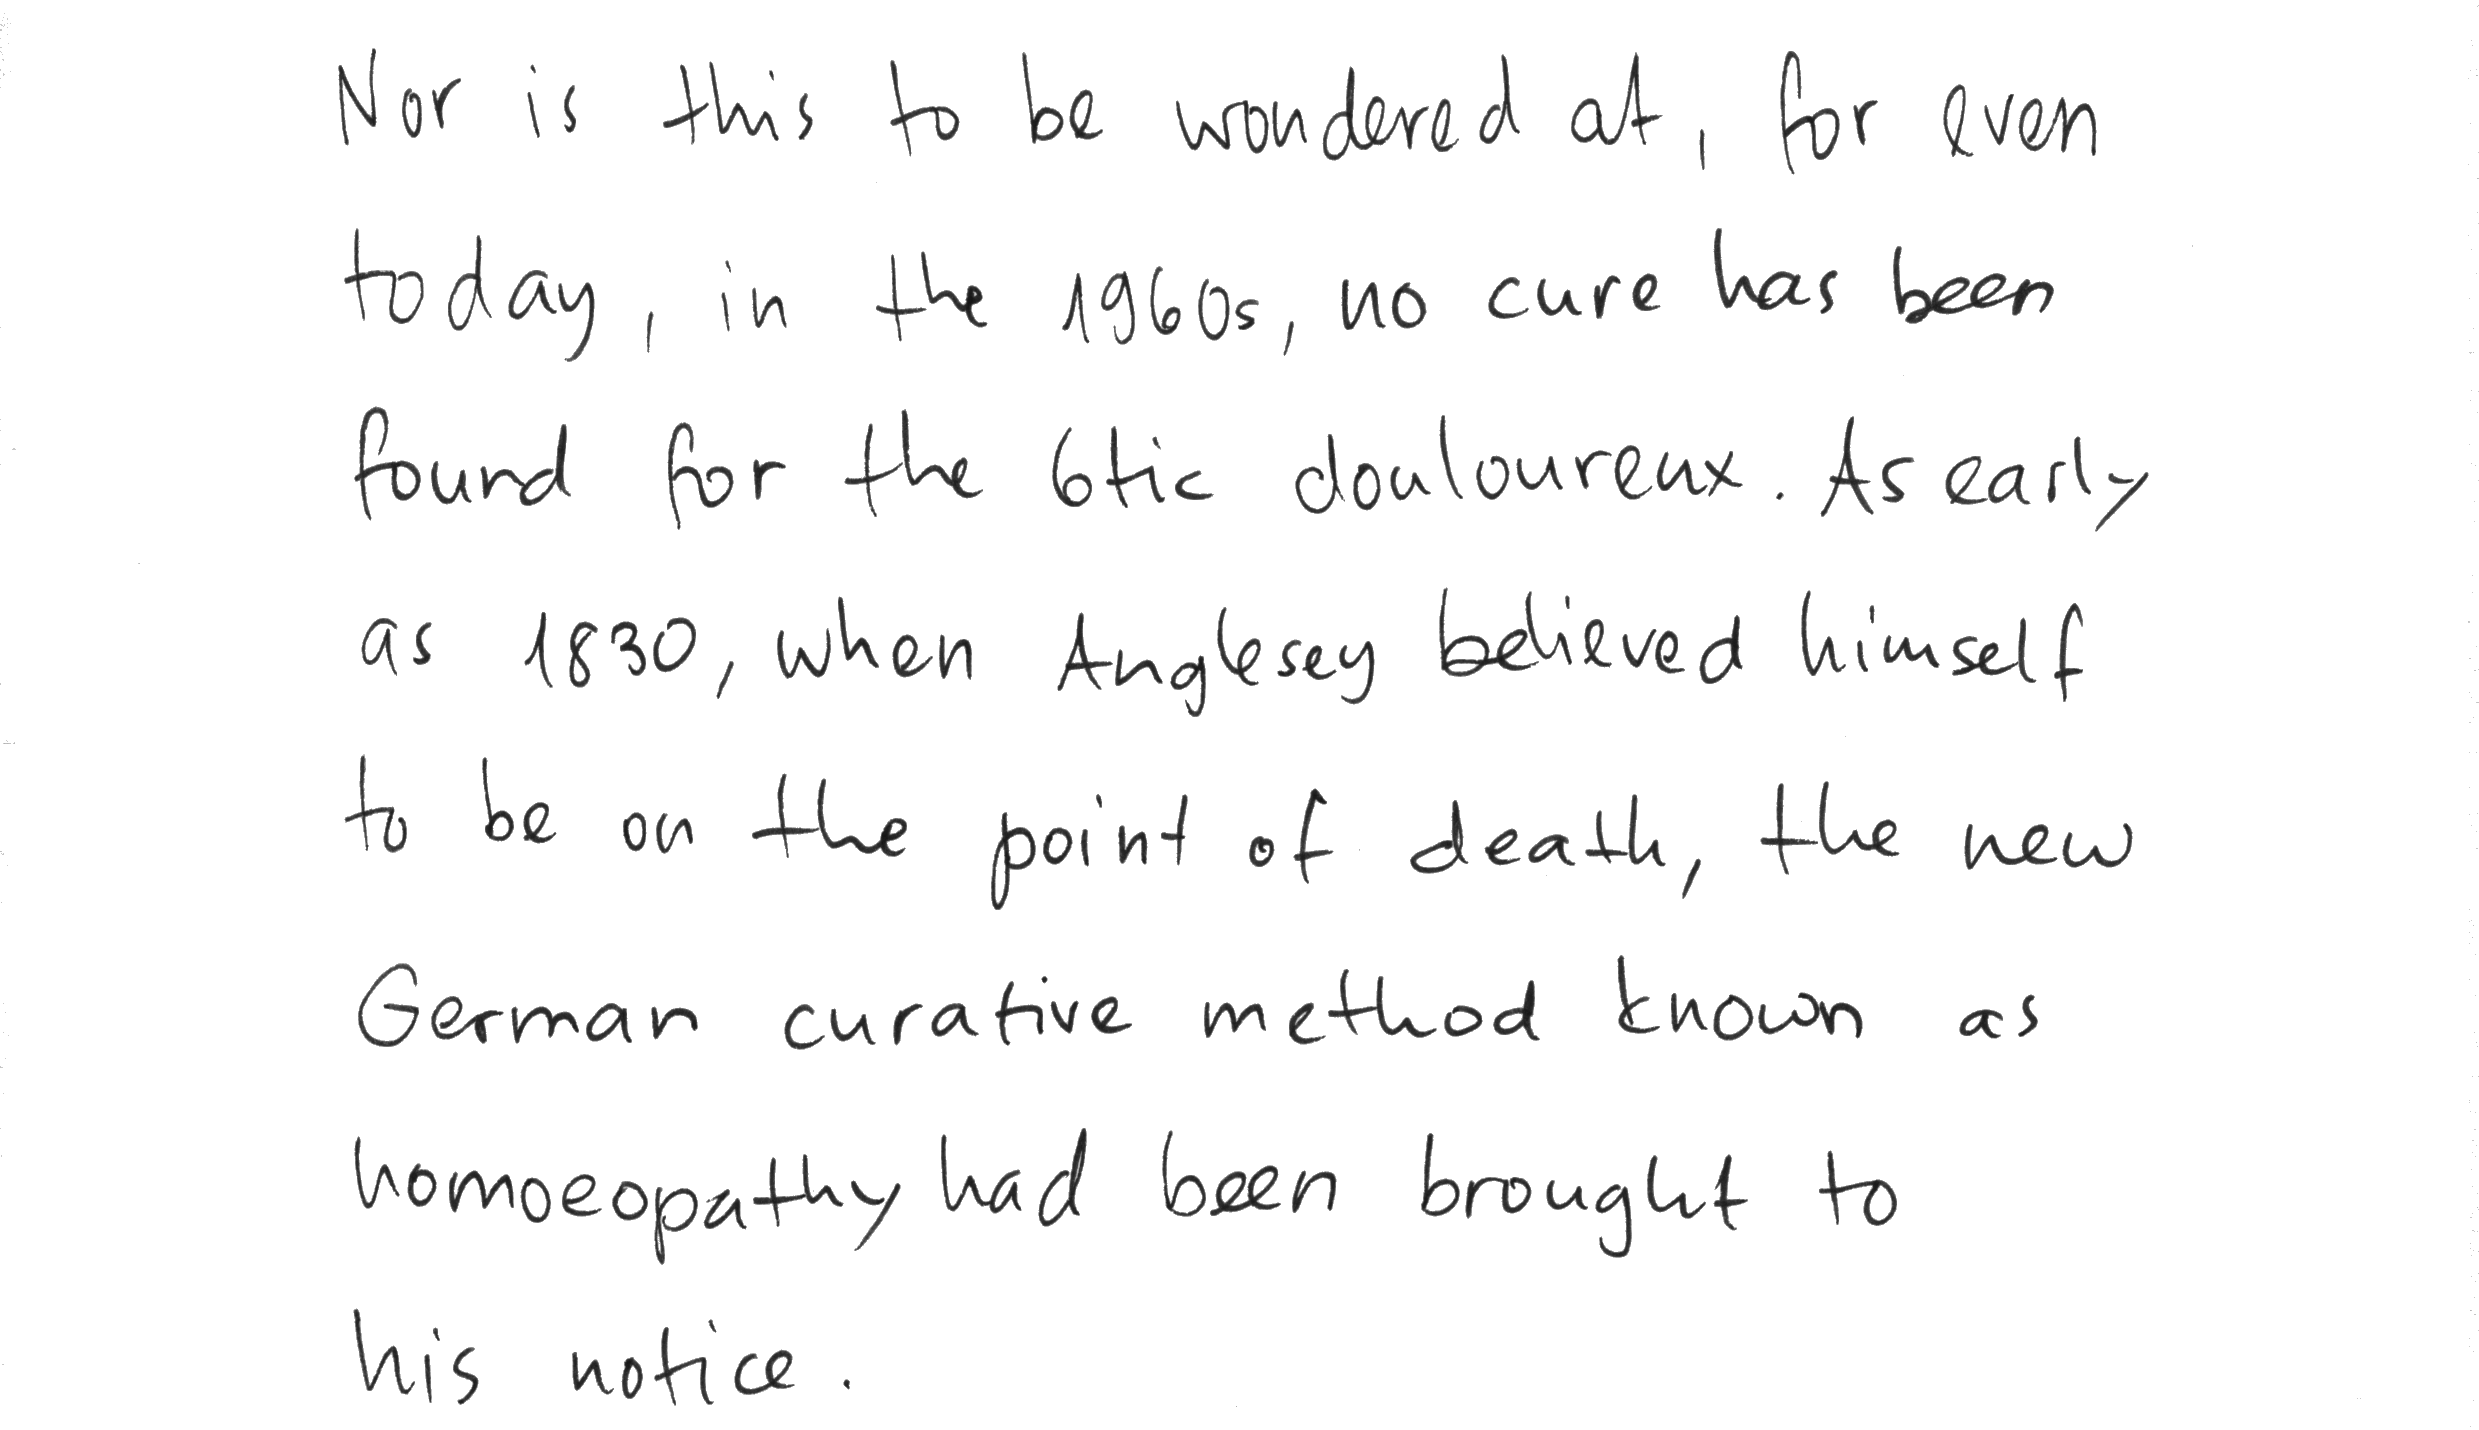 Nor is this to be wondered at, for even
today, in the 1960s, no cure has been
found for the 6tic douloureux. As early
as 1830, when Anglesey believed himself
to be on the point of death, the new
German curative method known as
homoeopathy had been brought to
his notice.